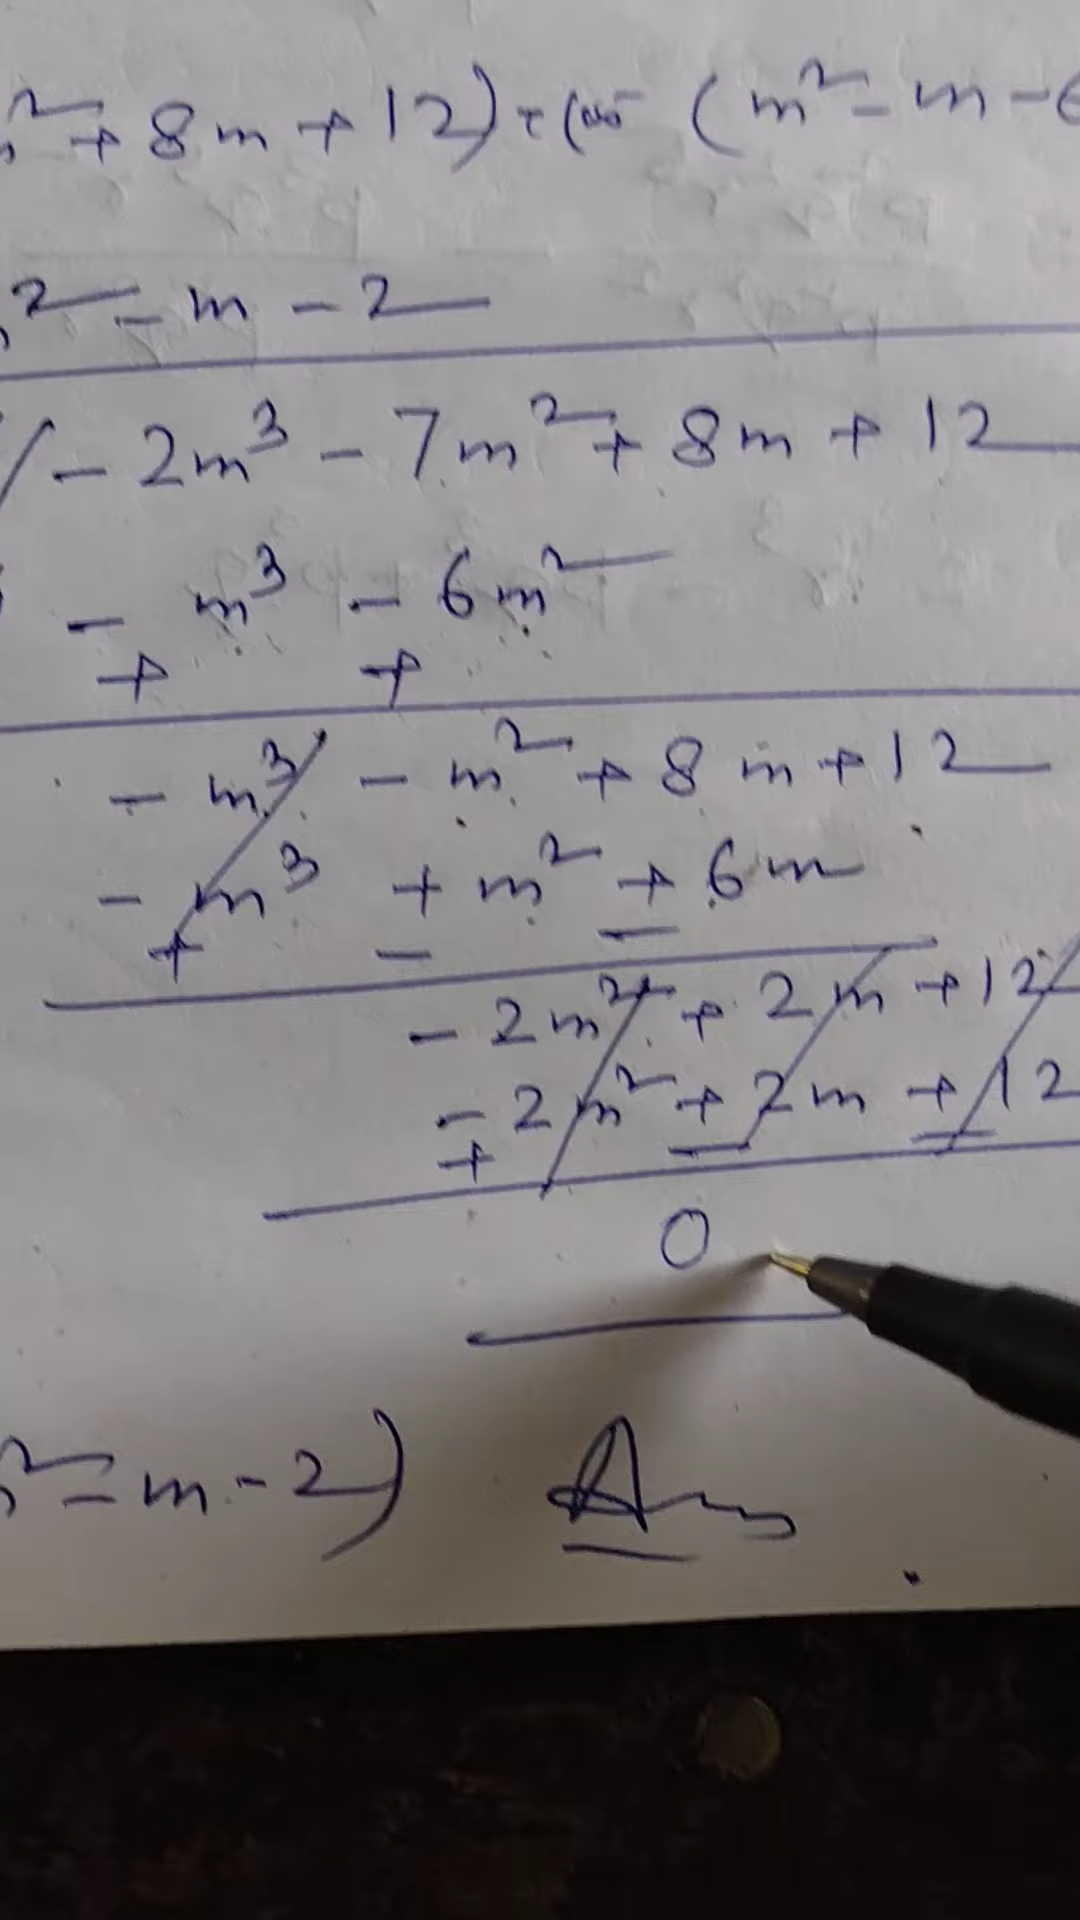 ² + 8m + 12) ÷ (m² - m - 6
² - m - 2
- 2m³ - 7m² + 8m + 12
- m³ - 6m²
+ +
- m³ - m² + 8m + 12
- m³ + m² + 6m
+ - -
- 2m² + 2m + 12
- 2m² + 2m + 12
+ - -
0
² - m - 2) Ans